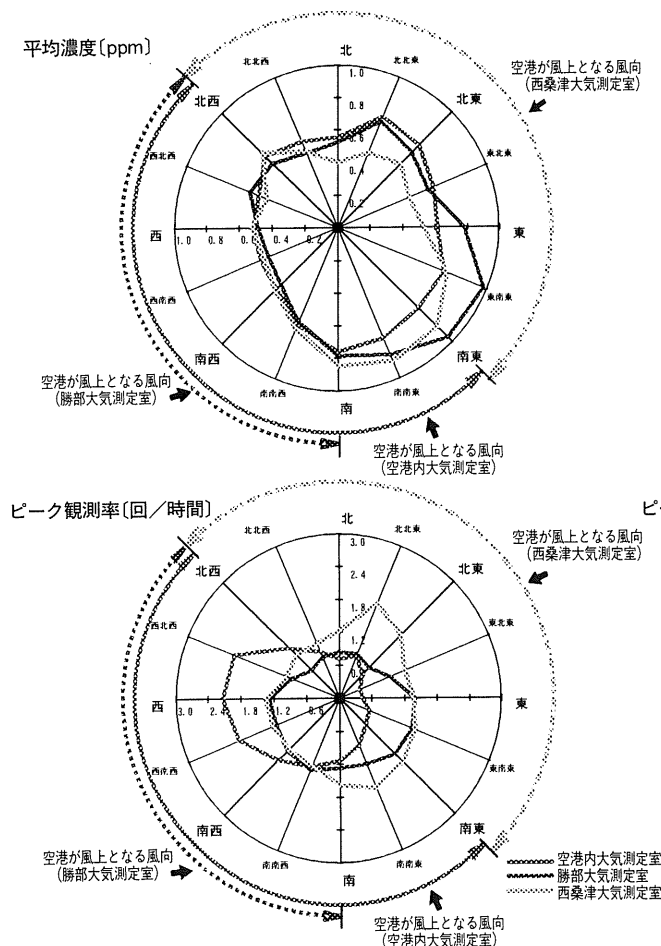 平均濃度〔ppm〕
北
北北西
北北東
北西
北東
空港が風上となる風向
(西桑津大気測定室)
西北西
東北東
1.0
0.8
0.6
0.4
0.2
西
1.0 0.8 0.4 0.2
東
西南西
東南東
南西
南東
空港が風上となる風向
(勝部大気測定室)
南南西
南南東
南
空港が風上となる風向
(空港内大気測定室)
ピーク観測率〔回／時間〕
ピ
北
北北西
北北東
北西
北東
空港が風上となる風向
(西桑津大気測定室)
西北西
東北東
3.0
2.4
1.8
1.2
西
3.0 2.4 1.8 1.2
東
西南西
東南東
南西
南東
空港が風上となる風向
(勝部大気測定室)
南南西
南南東
南
空港が風上となる風向
(空港内大気測定室)
空港内大気測定室
勝部大気測定室
西桑津大気測定室